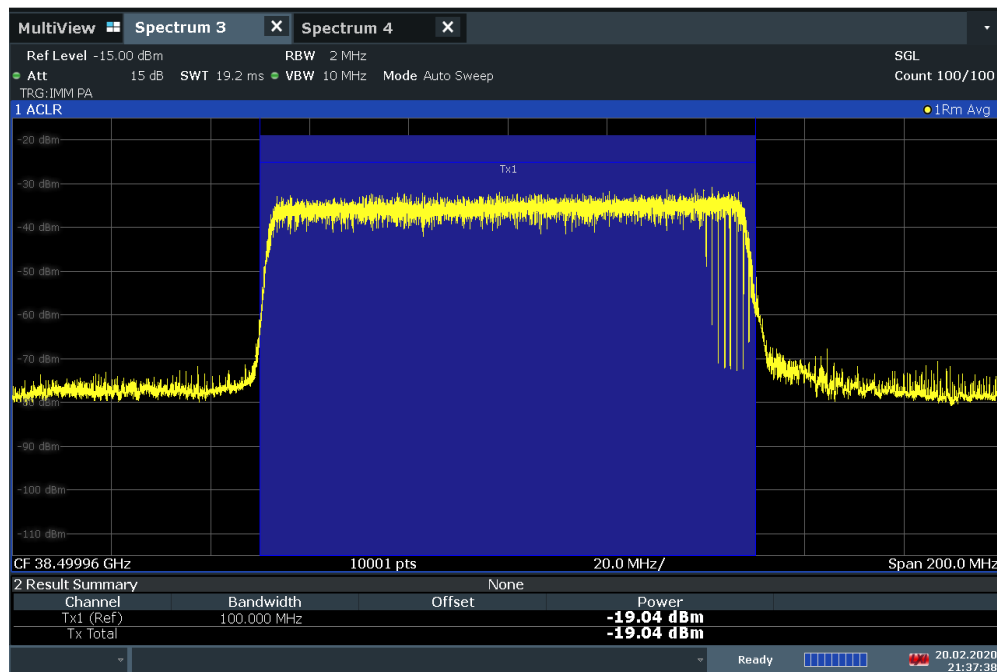 MultiView Spectrum 3 X Spectrum 4 X
Ref Level -15.00 dBm RBW 2 MHz SGL
Att 15 dB SWT 19.2 ms VBW 10 MHz Mode Auto Sweep Count 100/100
TRG:IMM PA
1 ACLR 1Rm Avg
-20 dBm
Tx1
-30 dBm
-40 dBm
-50 dBm
-60 dBm
-70 dBm
-80 dBm
-90 dBm
-100 dBm
-110 dBm
CF 38.49996 GHz 10001 pts 20.0 MHz/ Span 200.0 MHz
2 Result Summary None
Channel Bandwidth Offset Power
Tx1 (Ref) 100.000 MHz -19.04 dBm
Tx Total -19.04 dBm
Ready 20.02.2020
21:37:38